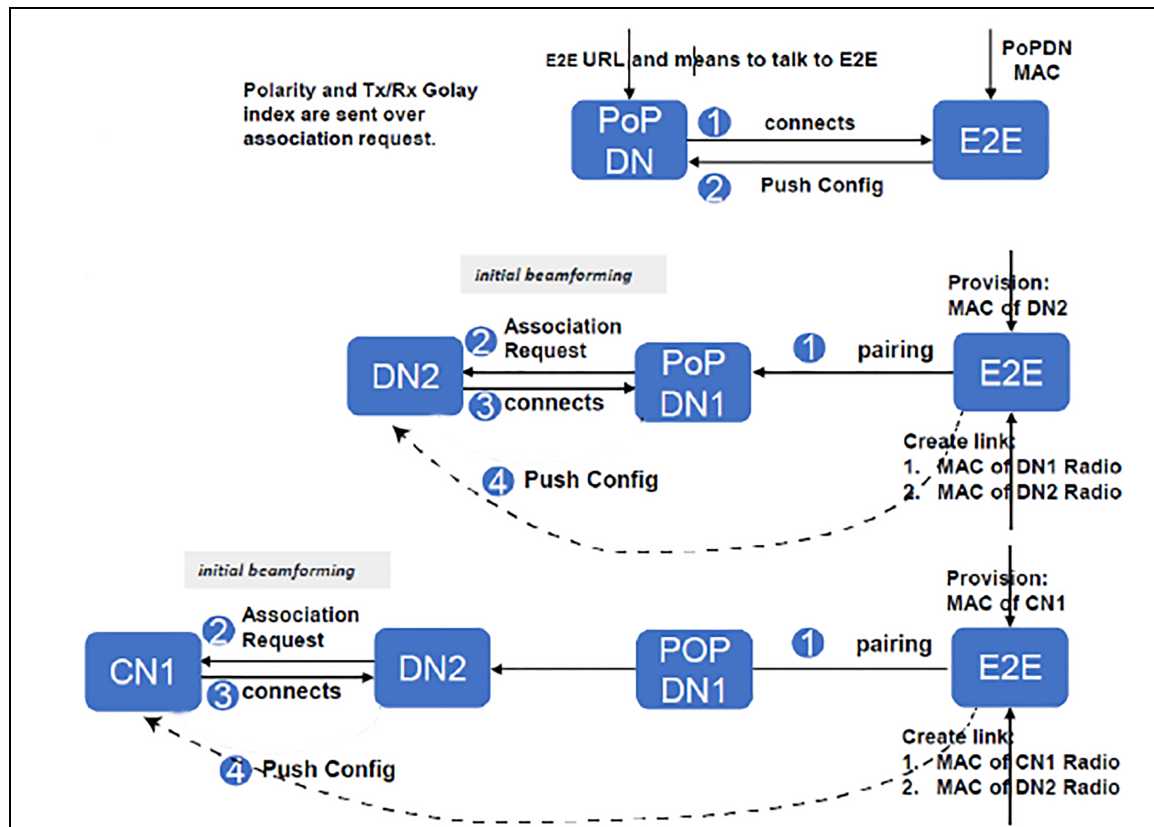 E2E URL and means to talk to E2E
PoPDN
MAC
Polarity and Tx/Rx Golay
index are sent over
association request.
PoP
DN
1
connects
E2E
2
Push Config
initial beamforming
Provision:
MAC of DN2
2
Association
Request
1
pairing
DN2
PoP
DN1
E2E
3
connects
Create link:
1. MAC of DN1 Radio
2. MAC of DN2 Radio
4
Push Config
initial beamforming
Provision:
MAC of CN1
2
Association
Request
1
pairing
CN1
DN2
POP
DN1
E2E
3
connects
Create link:
1. MAC of CN1 Radio
2. MAC of DN2 Radio
4
Push Config